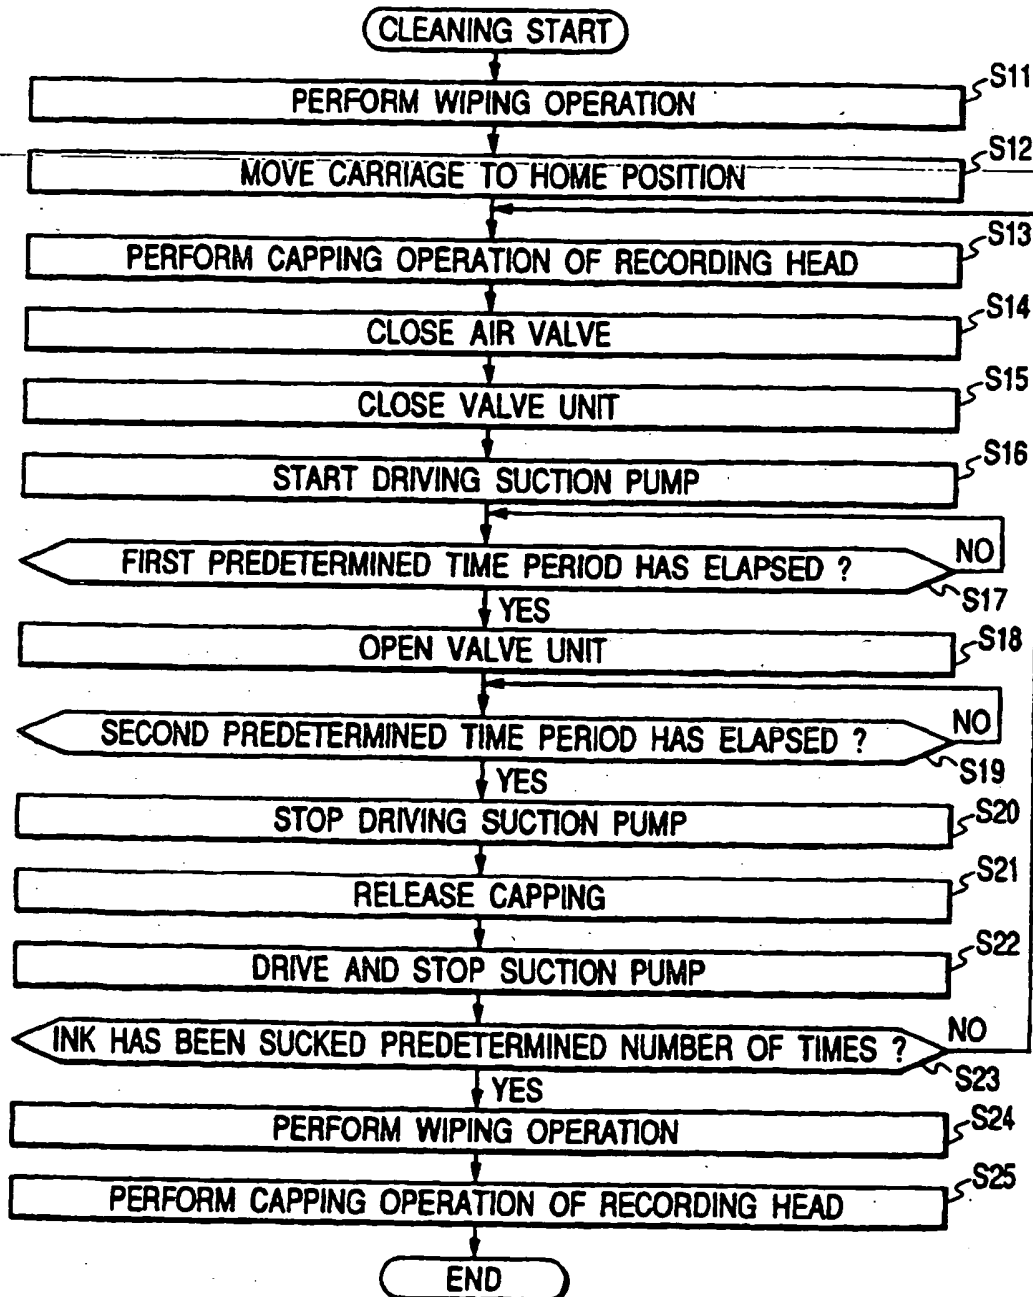 CLEANING START
S11
PERFORM WIPING OPERATION
S12
MOVE CARRIAGE TO HOME POSITION
S13
PERFORM CAPPING OPERATION OF RECORDING HEAD
S14
CLOSE AIR VALVE
S15
CLOSE VALVE UNIT
S16
START DRIVING SUCTION PUMP
FIRST PREDETERMINED TIME PERIOD HAS ELAPSED ?
NO
S17
YES
S18
OPEN VALVE UNIT
SECOND PREDETERMINED TIME PERIOD HAS ELAPSED ?
NO
S19
YES
S20
STOP DRIVING SUCTION PUMP
S21
RELEASE CAPPING
S22
DRIVE AND STOP SUCTION PUMP
INK HAS BEEN SUCKED PREDETERMINED NUMBER OF TIMES ?
NO
S23
YES
S24
PERFORM WIPING OPERATION
S25
PERFORM CAPPING OPERATION OF RECORDING HEAD
END